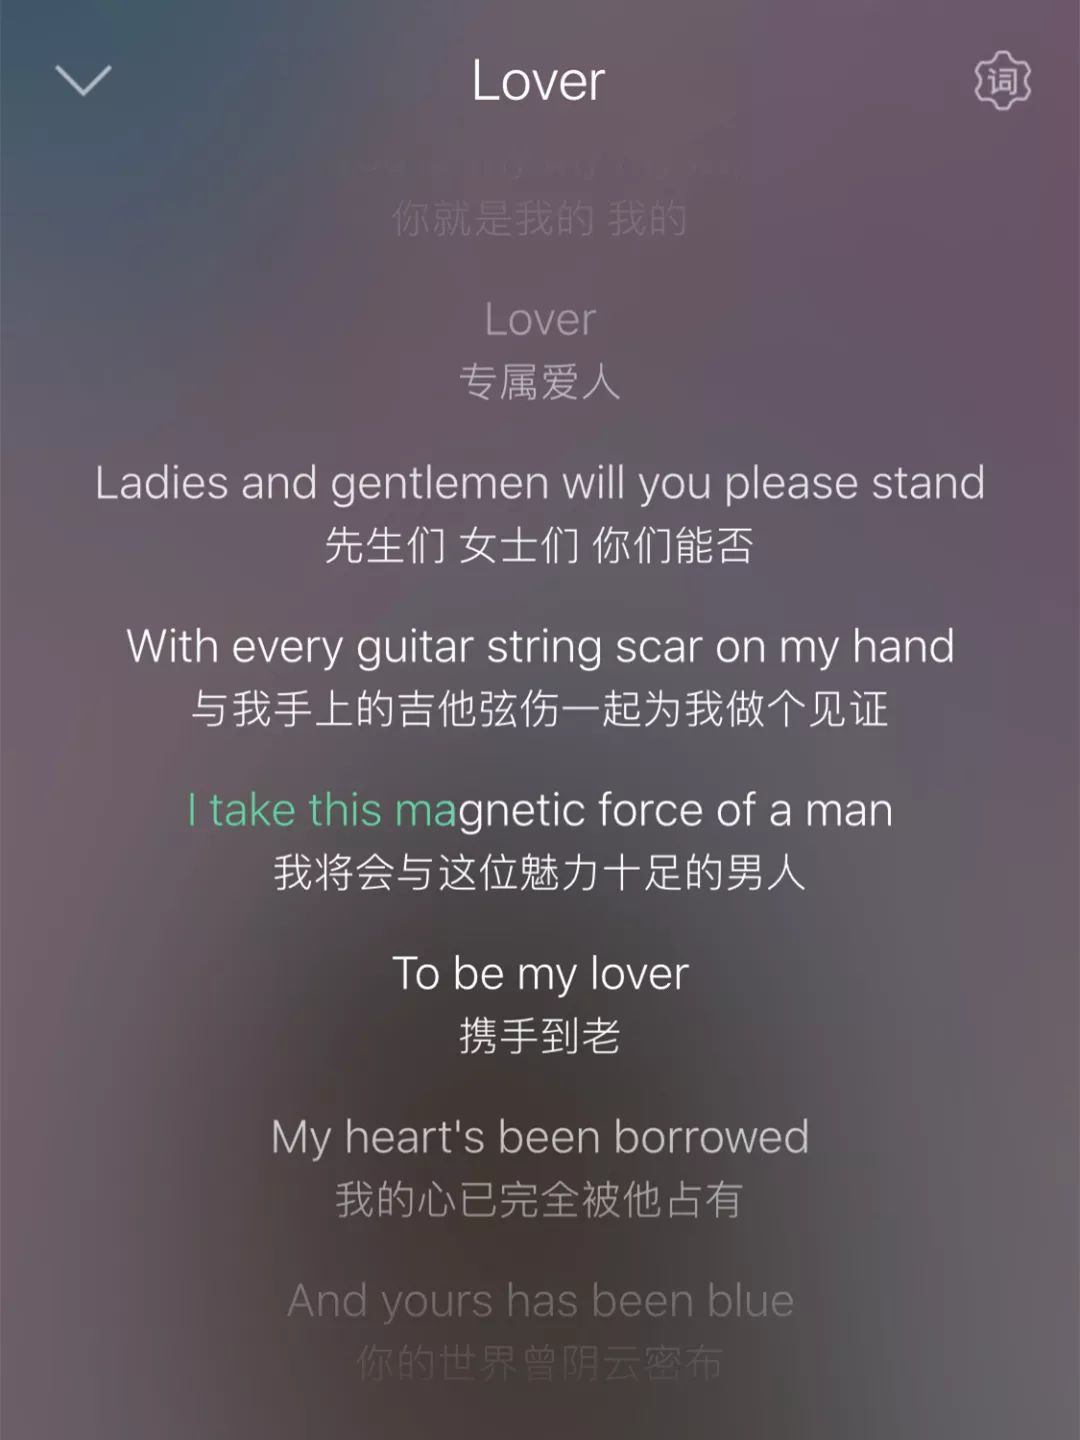 Lover
词
你就是我的 我的
Lover
专属爱人
Ladies and gentlemen will you please stand
先生们 女士们 你们能否
With every guitar string scar on my hand
与我手上的吉他弦伤一起为我做个见证
I take this magnetic force of a man
我将会与这位魅力十足的男人
To be my lover
携手到老
My heart's been borrowed
我的心已完全被他占有
And yours has been blue
你的世界曾阴云密布